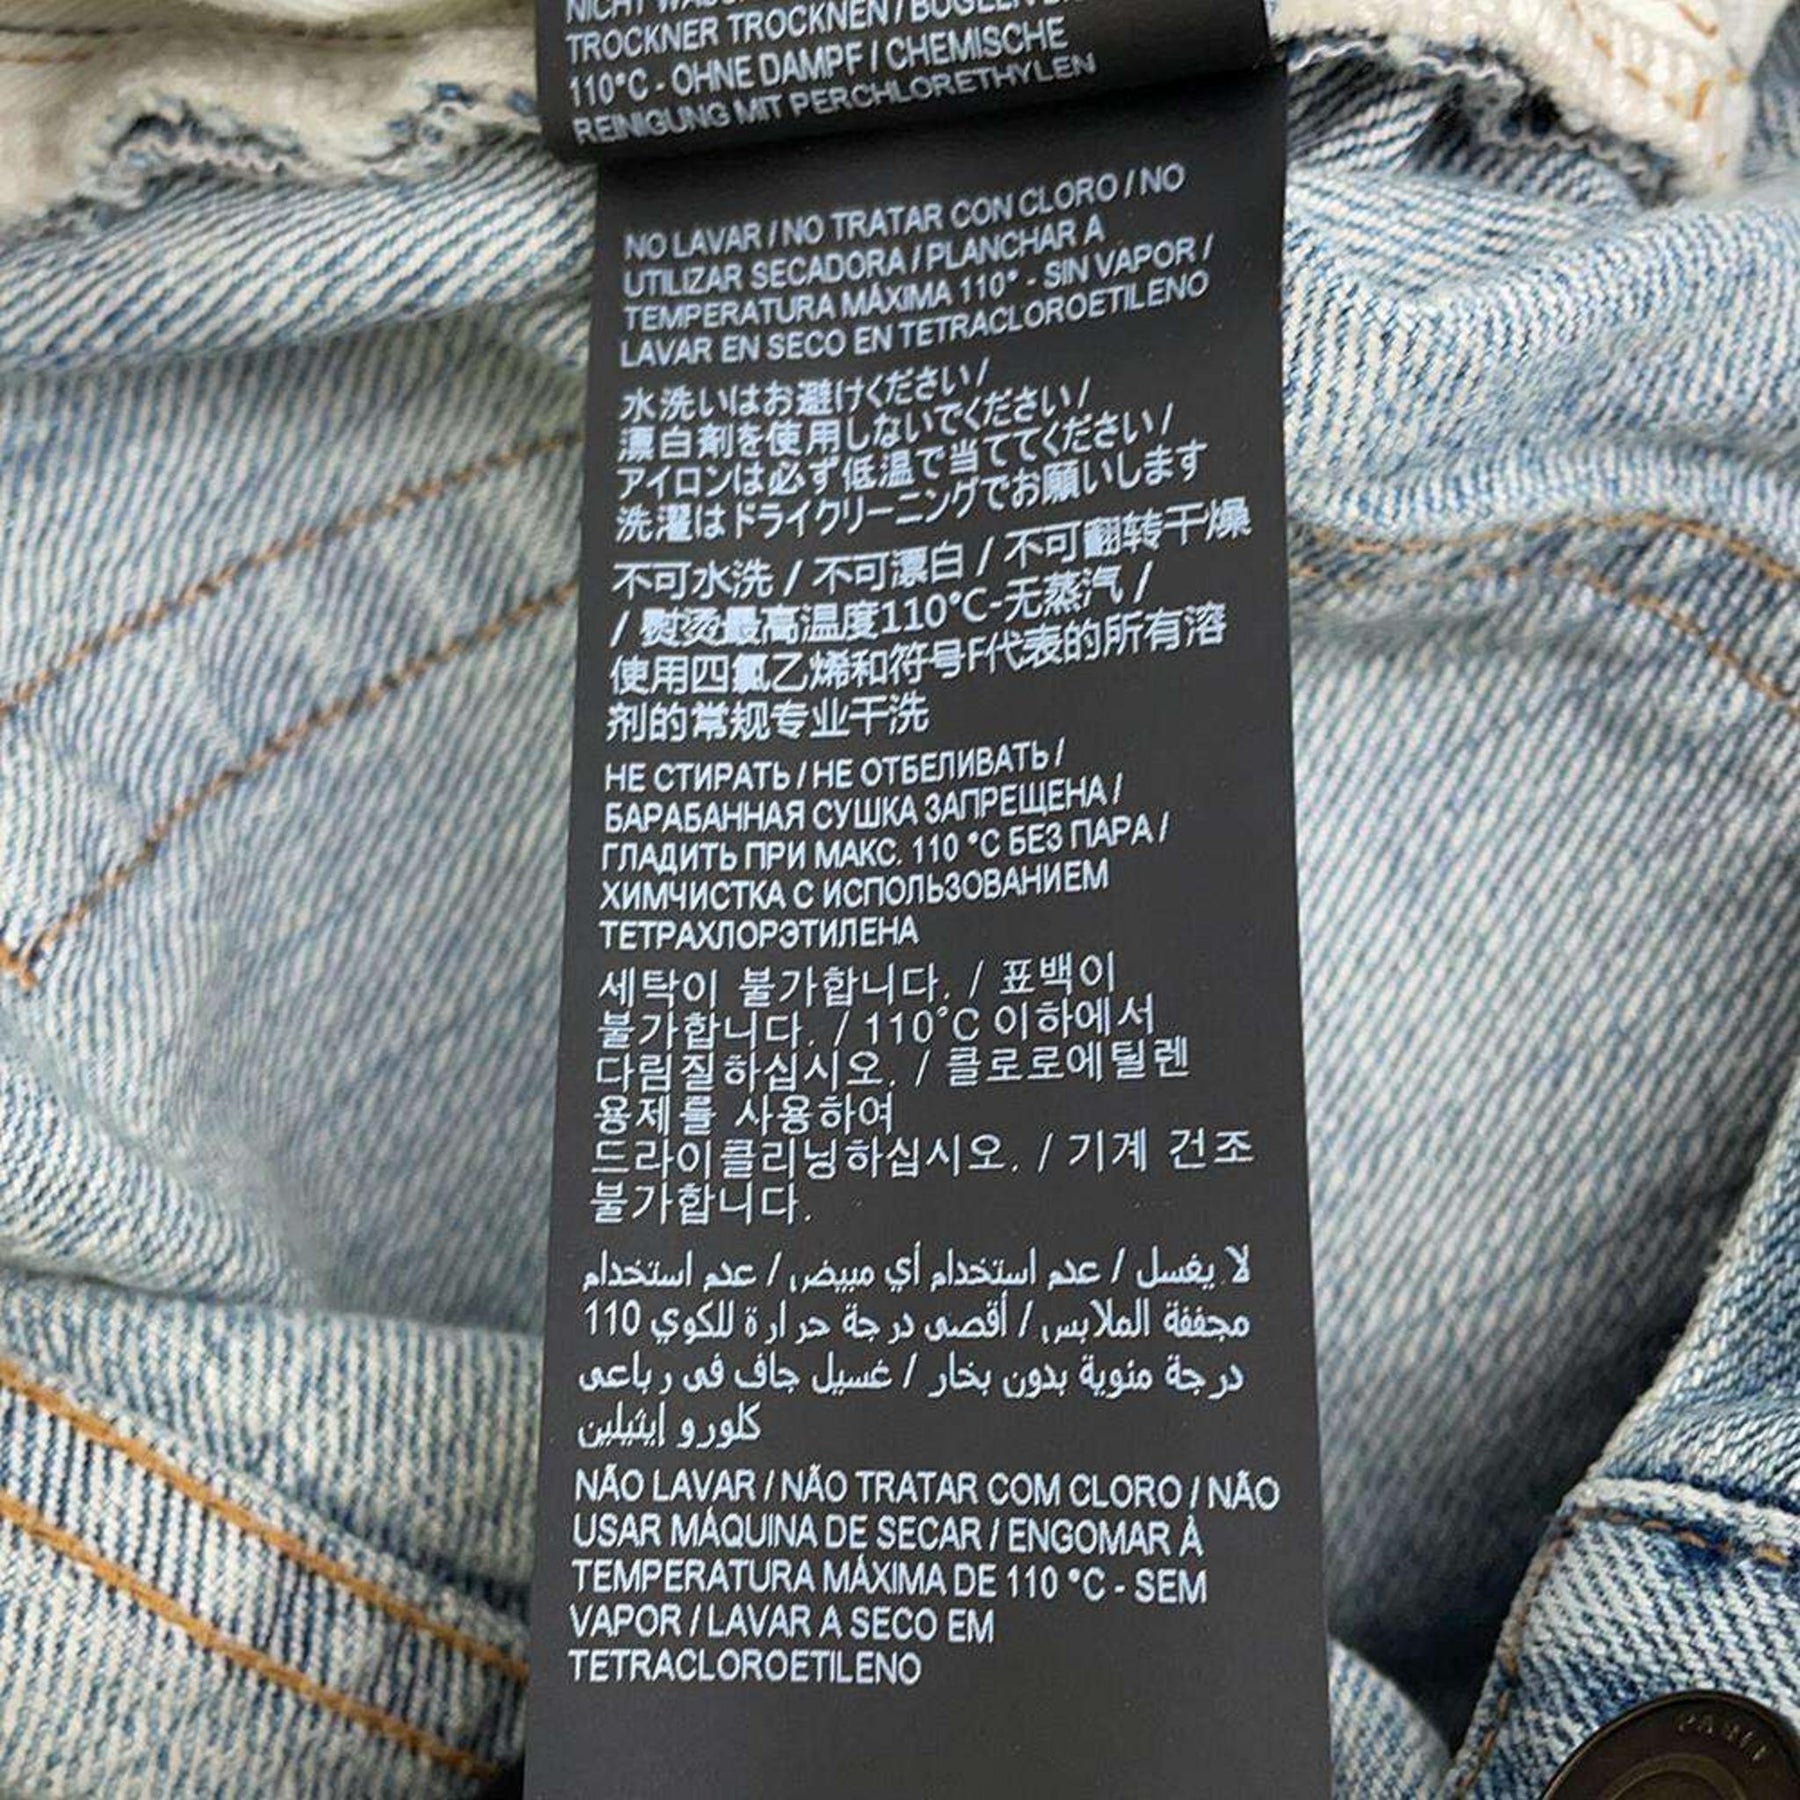 TROCKNER TROCKNEN / BÜGELN
110°C - OHNE DAMPF / CHEMISCHE
REINIGUNG MIT PERCHLORETHYLEN
NO LAVAR / NO TRATAR CON CLORO / NO
UTILIZAR SECADORA / PLANCHAR A
TEMPERATURA MÁXIMA 110° - SIN VAPOR /
LAVAR EN SECO EN TETRACLOROETILENO
水洗いはお避けください /
漂白剤を使用しないでください /
アイロンは必ず低温で当ててください /
洗濯はドライクリーニングでお願いします
不可水洗 / 不可漂白 / 不可翻转干燥
/ 熨烫最高温度110°C-无蒸汽 /
使用四氯乙烯和符号F代表的所有溶
剂的常规专业干洗
НЕ СТИРАТЬ / НЕ ОТБЕЛИВАТЬ /
БАРАБАННАЯ СУШКА ЗАПРЕЩЕНА /
ГЛАДИТЬ ПРИ МАКС. 110 °C БЕЗ ПАРА /
ХИМЧИСТКА С ИСПОЛЬЗОВАНИЕМ
ТЕТРАХЛОРЭТИЛЕНА
세탁이 불가합니다. / 표백이
불가합니다. / 110°C 이하에서
다림질하십시오. / 클로로에틸렌
용제를 사용하여
드라이클리닝하십시오. / 기계 건조
불가합니다.
لا يغسل / عدم استخدام أي مبيض / عدم استخدام
مجففة الملابس / أقصى درجة حرارة للكوي 110
درجة مئوية بدون بخار / غسيل جاف في رباعي
كلورو إيثيلين
NÃO LAVAR / NÃO TRATAR COM CLORO / NÃO
USAR MÁQUINA DE SECAR / ENGOMAR À
TEMPERATURA MÁXIMA DE 110 °C - SEM
VAPOR / LAVAR A SECO EM
TETRACLOROETILENO